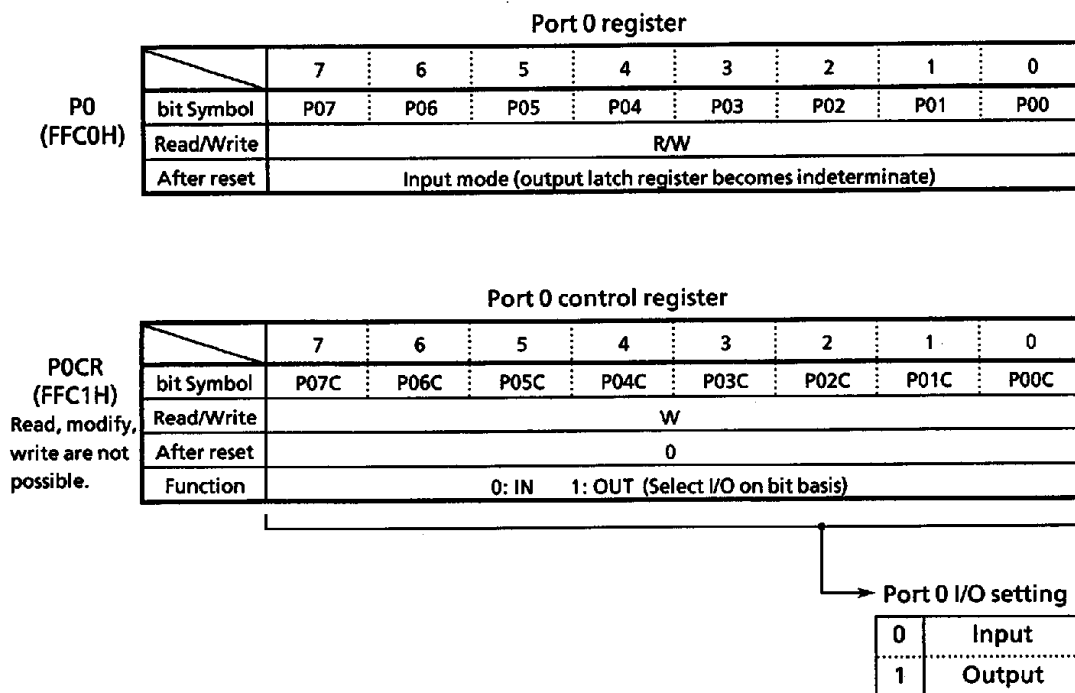 Port 0 register
7 6 5 4 3 2 1 0
P0
(FFC0H)
bit Symbol P07 P06 P05 P04 P03 P02 P01 P00
Read/Write R/W
After reset Input mode (output latch register becomes indeterminate)
Port 0 control register
7 6 5 4 3 2 1 0
P0CR
(FFC1H)
Read, modify,
write are not
possible.
bit Symbol P07C P06C P05C P04C P03C P02C P01C P00C
Read/Write W
After reset 0
Function 0: IN 1: OUT (Select I/O on bit basis)
Port 0 I/O setting
0 Input
1 Output